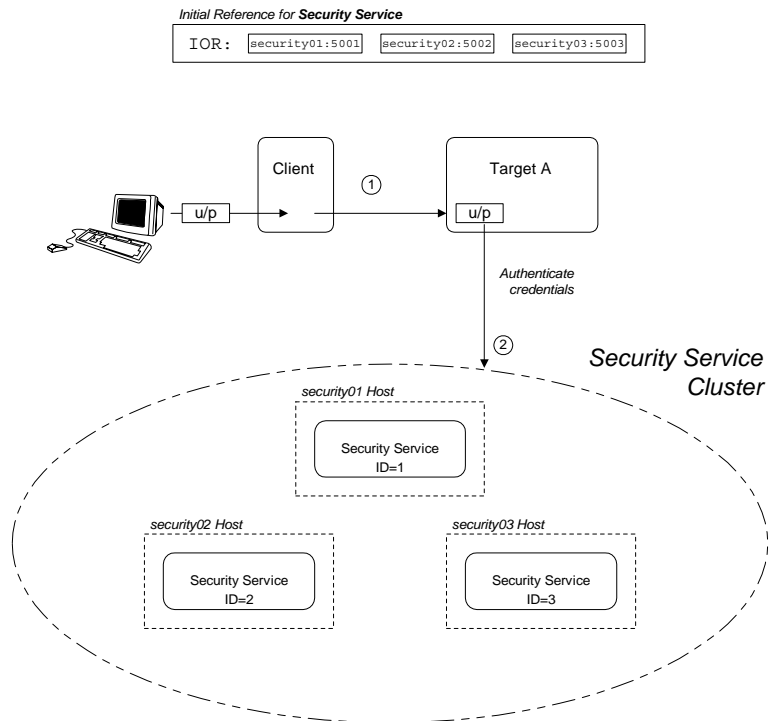 Initial Reference for Security Service
IOR: security01:5001 security02:5002 security03:5003
Client
Target A
1
u/p
u/p
Authenticate
credentials
2
Security Service
Cluster
security01 Host
Security Service
ID=1
security02 Host
security03 Host
Security Service
ID=2
Security Service
ID=3